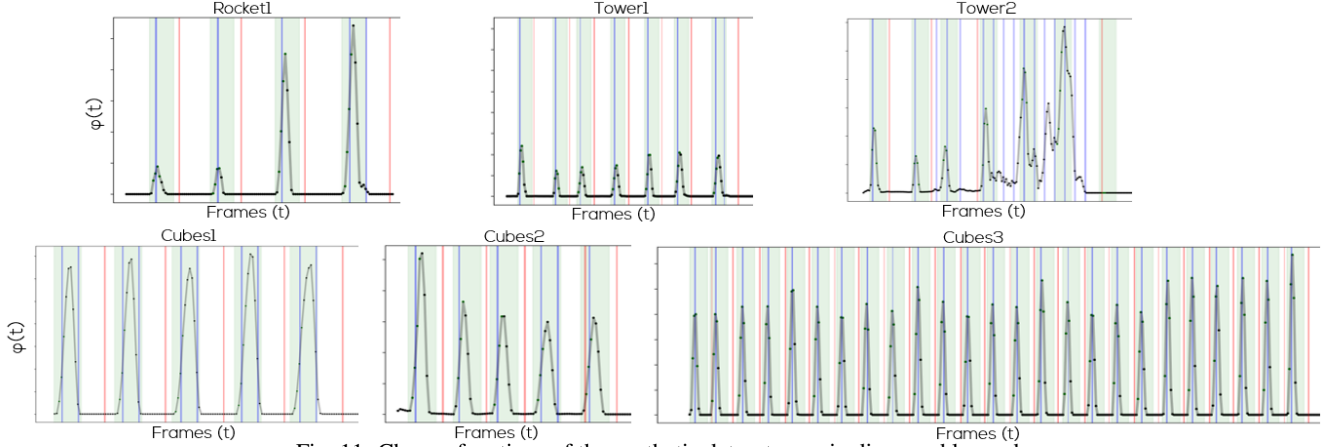 Rocket1
Tower1
Tower2
φ(t)
Frames (t)
Frames (t)
Frames (t)
Cubes1
Cubes2
Cubes3
φ(t)
Frames (t)
Frames (t)
Frames (t)